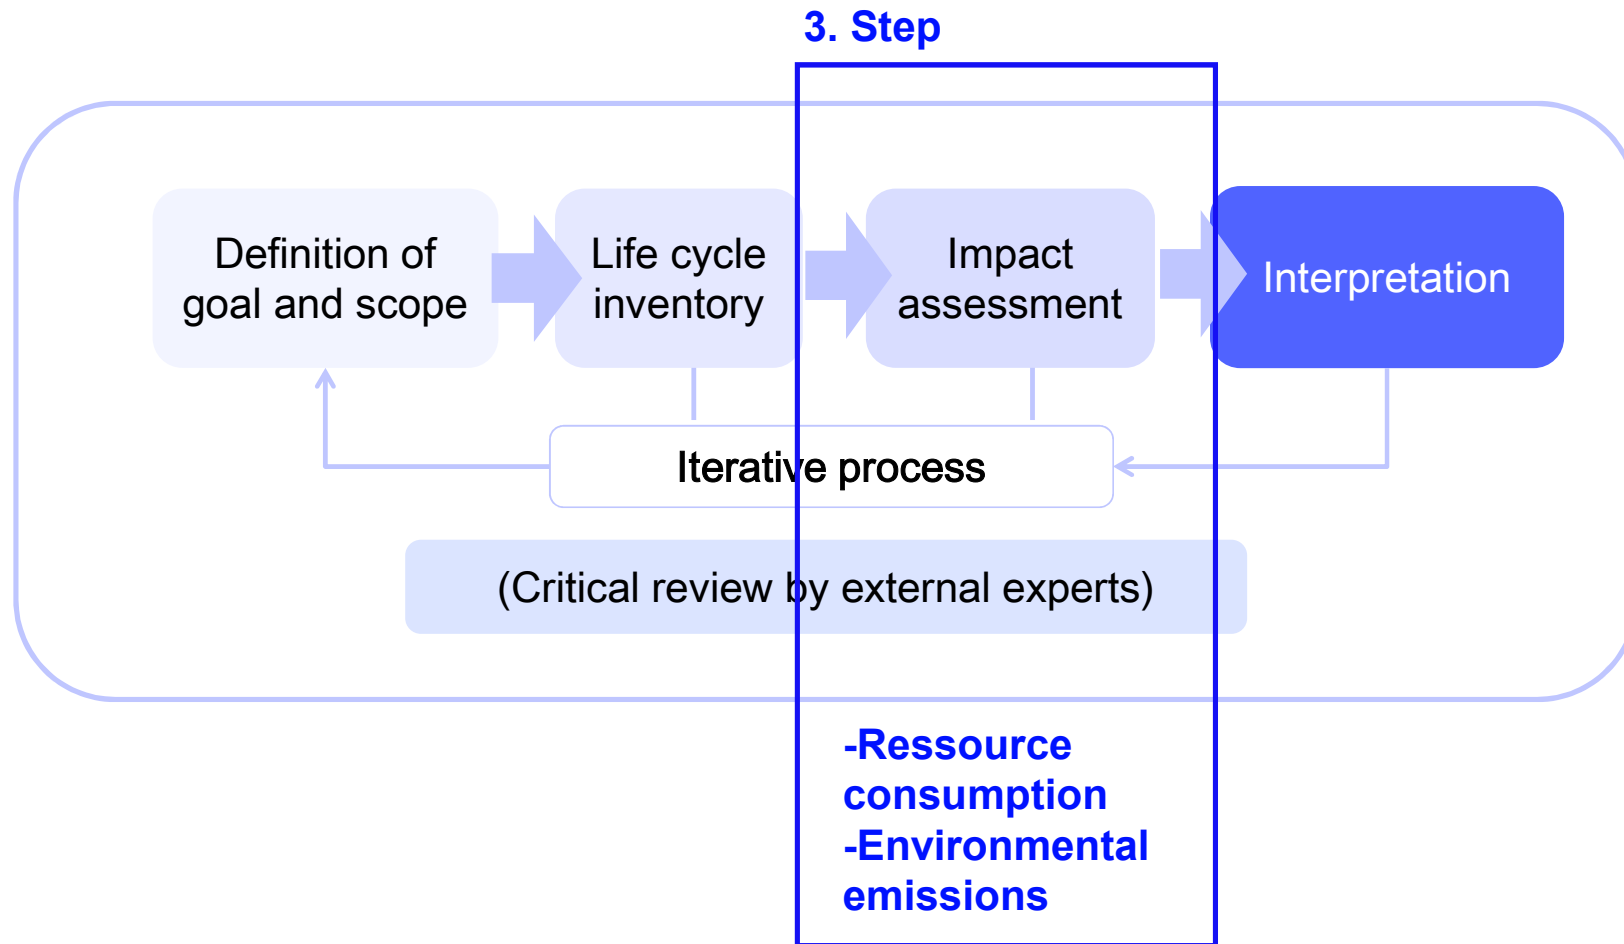 3. Step
Definition of
goal and scope
Life cycle
inventory
Impact
assessment
Interpretation
Iterative process
(Critical review by external experts)
-Ressource
consumption
-Environmental
emissions